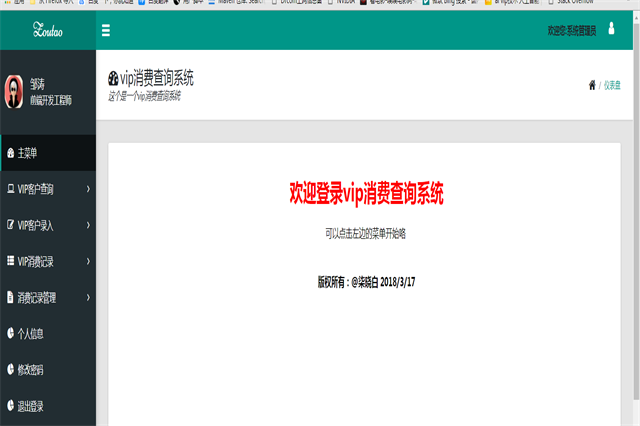 Zoulao
欢迎您:系统管理员
邹涛
前端开发工程师
vip消费查询系统
这个是一个vip消费查询系统
/ 仪表盘
主菜单
VIP客户查询
VIP客户录入
VIP消费记录
消费记录管理
个人信息
修改密码
退出登录
欢迎登录vip消费查询系统
可以点击左边的菜单开始咯
版权所有：@柒晓白 2018/3/17